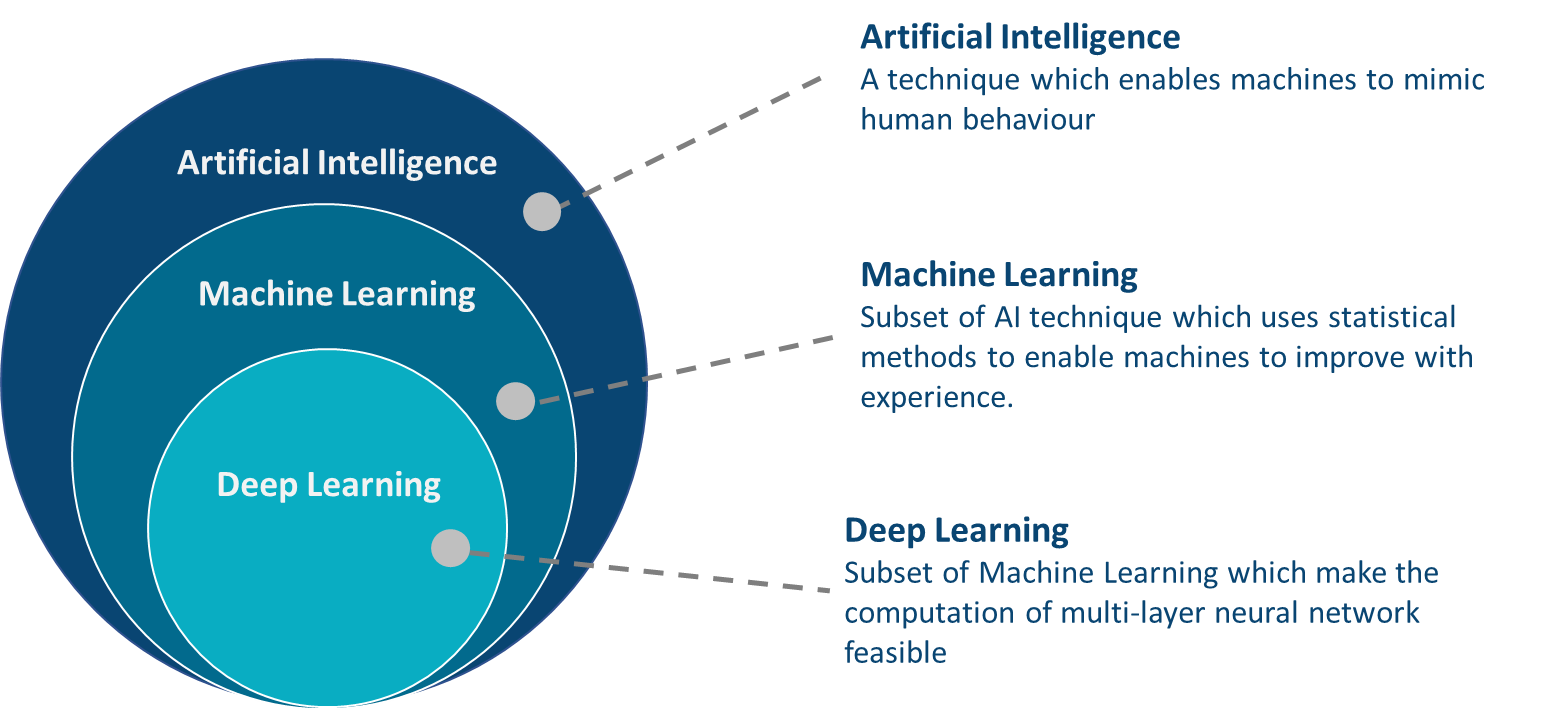 Artificial Intelligence
Machine Learning
Deep Learning
Artificial Intelligence
A technique which enables machines to mimic
human behaviour
Machine Learning
Subset of AI technique which uses statistical
methods to enable machines to improve with
experience.
Deep Learning
Subset of Machine Learning which make the
computation of multi-layer neural network
feasible